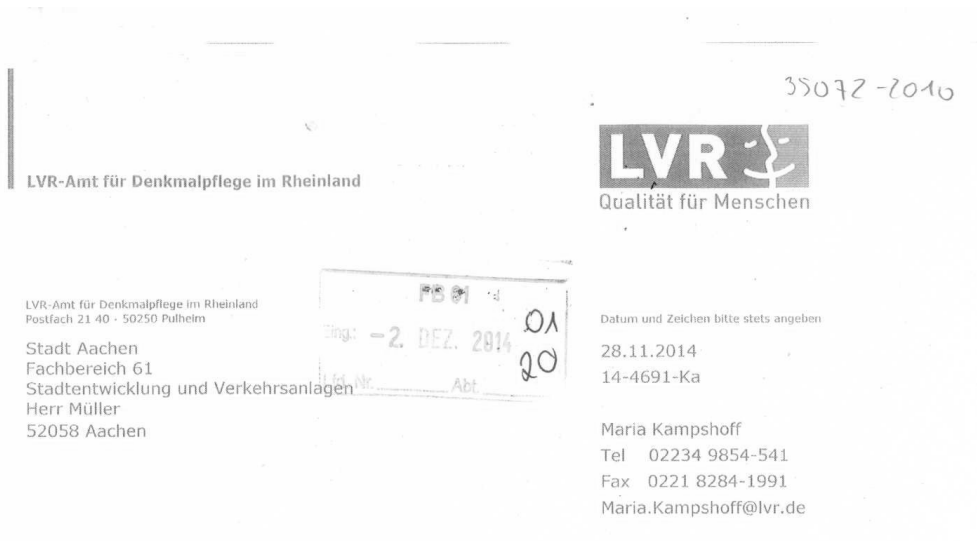 35072-2010
LVR
Qualität für Menschen
LVR-Amt für Denkmalpflege im Rheinland
LVR-Amt für Denkmalpflege im Rheinland
Postfach 21 40 - 50250 Pulheim
Stadt Aachen
Fachbereich 61
Stadtentwicklung und Verkehrsanlagen
Herr Müller
52058 Aachen
FB 61
Eing.: -2. DEZ. 2014
Lfd. Nr. Abt.
01
20
Datum und Zeichen bitte stets angeben
28.11.2014
14-4691-Ka
Maria Kampshoff
Tel 02234 9854-541
Fax 0221 8284-1991
Maria.Kampshoff@lvr.de